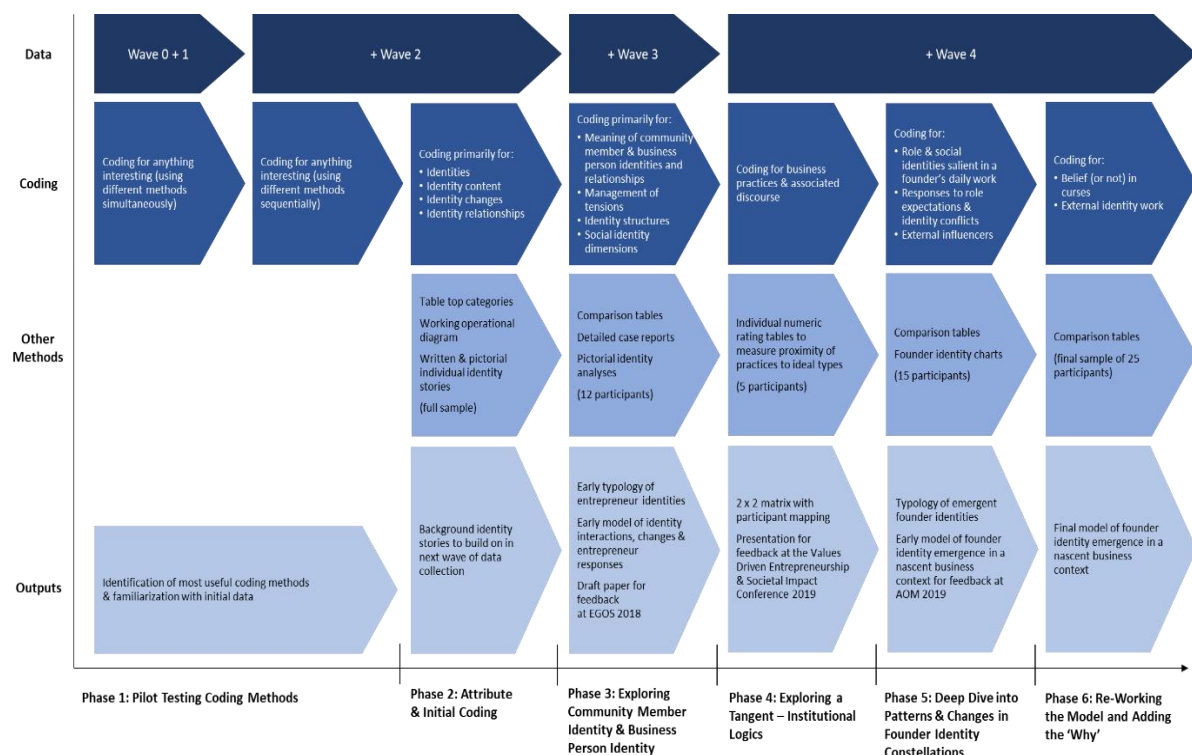 Data
Wave 0 + 1
+ Wave 2
+ Wave 3
+ Wave 4
Coding
Coding for anything
interesting (using
different methods
simultaneously)
Coding for anything
interesting (using
different methods
sequentially)
Coding primarily for:
• Identities
• Identity content
• Identity changes
• Identity relationships
Coding primarily for:
• Meaning of community
member & business
person identities and
relationships
• Management of
tensions
• Identity structures
• Social identity
dimensions
Coding for business
practices & associated
discourse
Coding for:
• Role & social
identities salient in a
founder's daily work
• Responses to role
expectations &
identity conflicts
• External influencers
Coding for:
• Belief (or not) in
curses
• External identity work
Other
Methods
Table top categories
Working operational
diagram
Written & pictorial
individual identity
stories
(full sample)
Comparison tables
Detailed case reports
Pictorial identity
analyses
(12 participants)
Individual numeric
rating tables to
measure proximity of
practices to ideal types
(5 participants)
Comparison tables
Founder identity charts
(15 participants)
Comparison tables
(final sample of 25
participants)
Outputs
Identification of most useful coding methods
& familiarization with initial data
Background identity
stories to build on in
next wave of data
collection
Early typology of
entrepreneur identities
Early model of identity
interactions, changes &
entrepreneur
responses
Draft paper for
feedback
at EGOS 2018
2 x 2 matrix with
participant mapping
Presentation for
feedback at the Values
Driven Entrepreneurship
& Societal Impact
Conference 2019
Typology of emergent
founder identities
Early model of founder
identity emergence in a
nascent business
context for feedback at
AOM 2019
Final model of founder
identity emergence in a
nascent business
context
Phase 1: Pilot Testing Coding Methods
Phase 2: Attribute
& Initial Coding
Phase 3: Exploring
Community Member
Identity & Business
Person Identity
Phase 4: Exploring a
Tangent – Institutional
Logics
Phase 5: Deep Dive into
Patterns & Changes in
Founder Identity
Constellations
Phase 6: Re-Working
the Model and Adding
the 'Why'